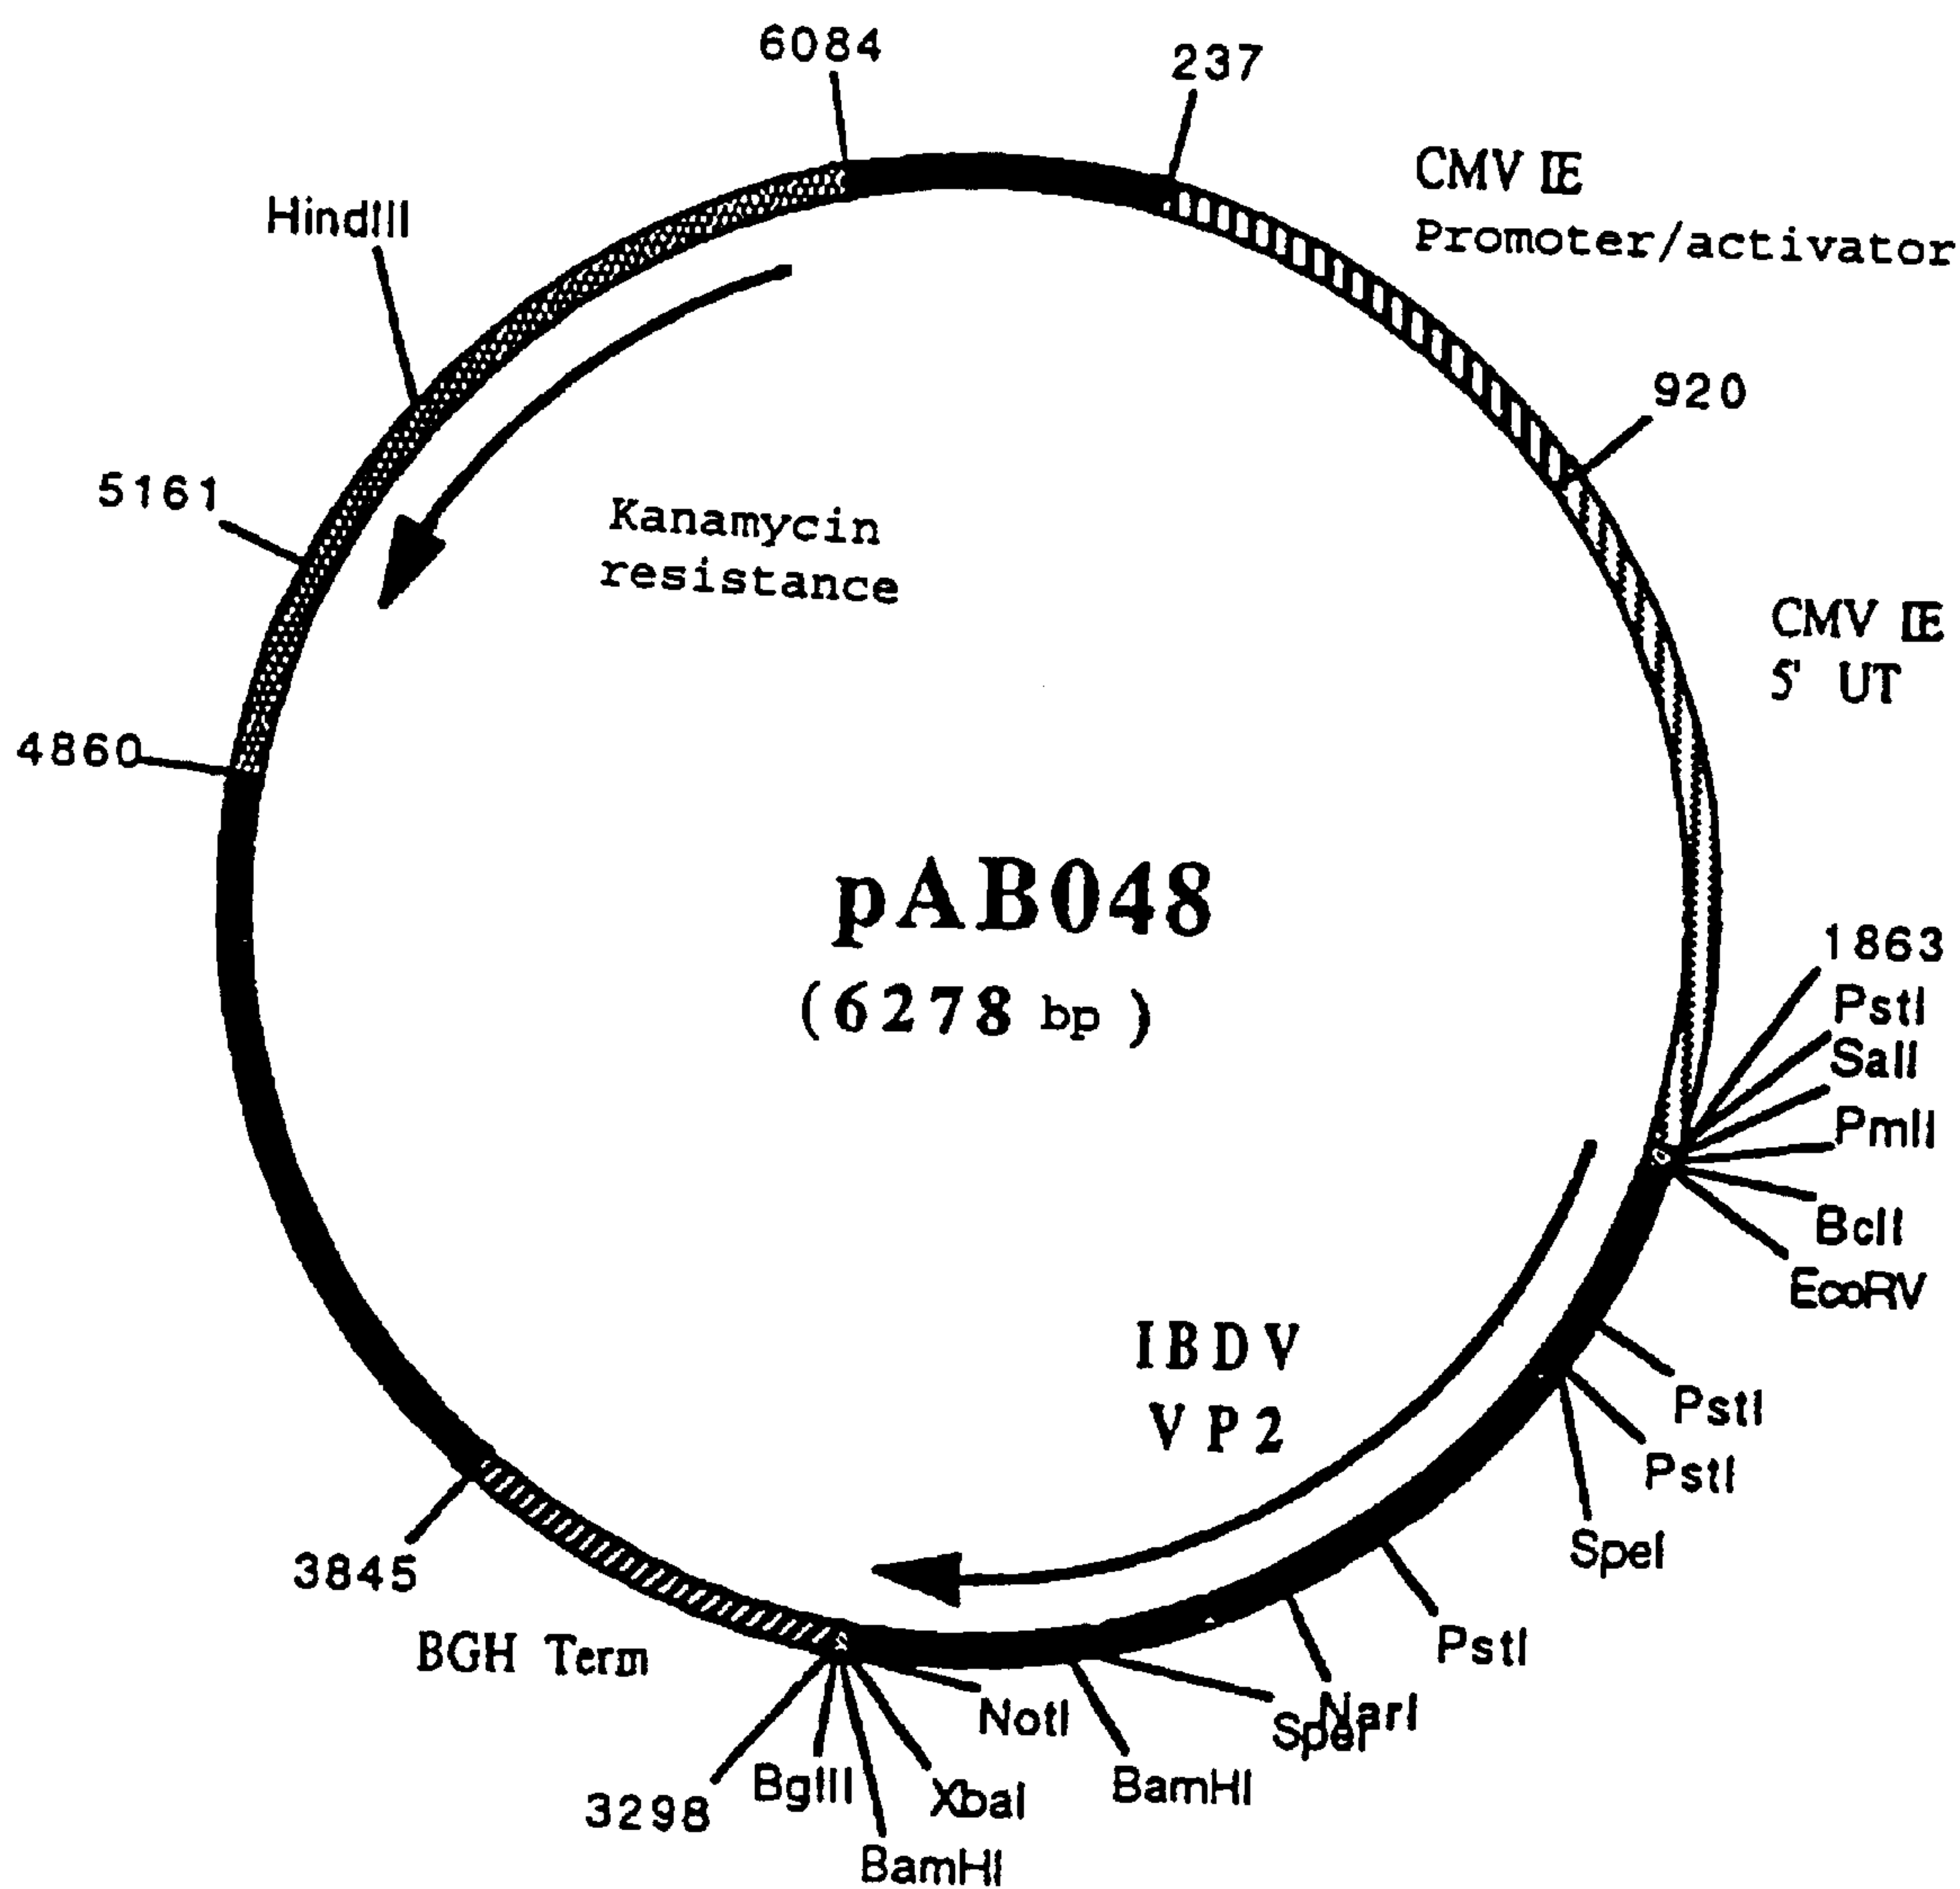 6084
237
CMV IE
Promoter/activator
HindIII
920
5161
Kanamycin
resistance
CMV IE
5' UT
4860
pAB048
(6278 bp)
1863
PstI
SalI
PmlI
BclI
EcoRV
IBDV
VP2
PstI
PstI
SpeI
3845
PstI
BGH Term
NarI
SpeI
NotI
BamHI
BglII
XbaI
3298
BamHI